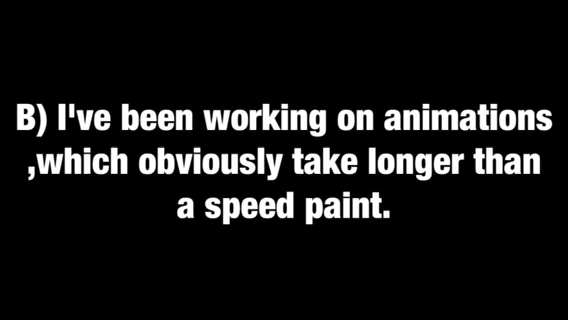 B) I've been working on animations
,which obviously take longer than
a speed paint.